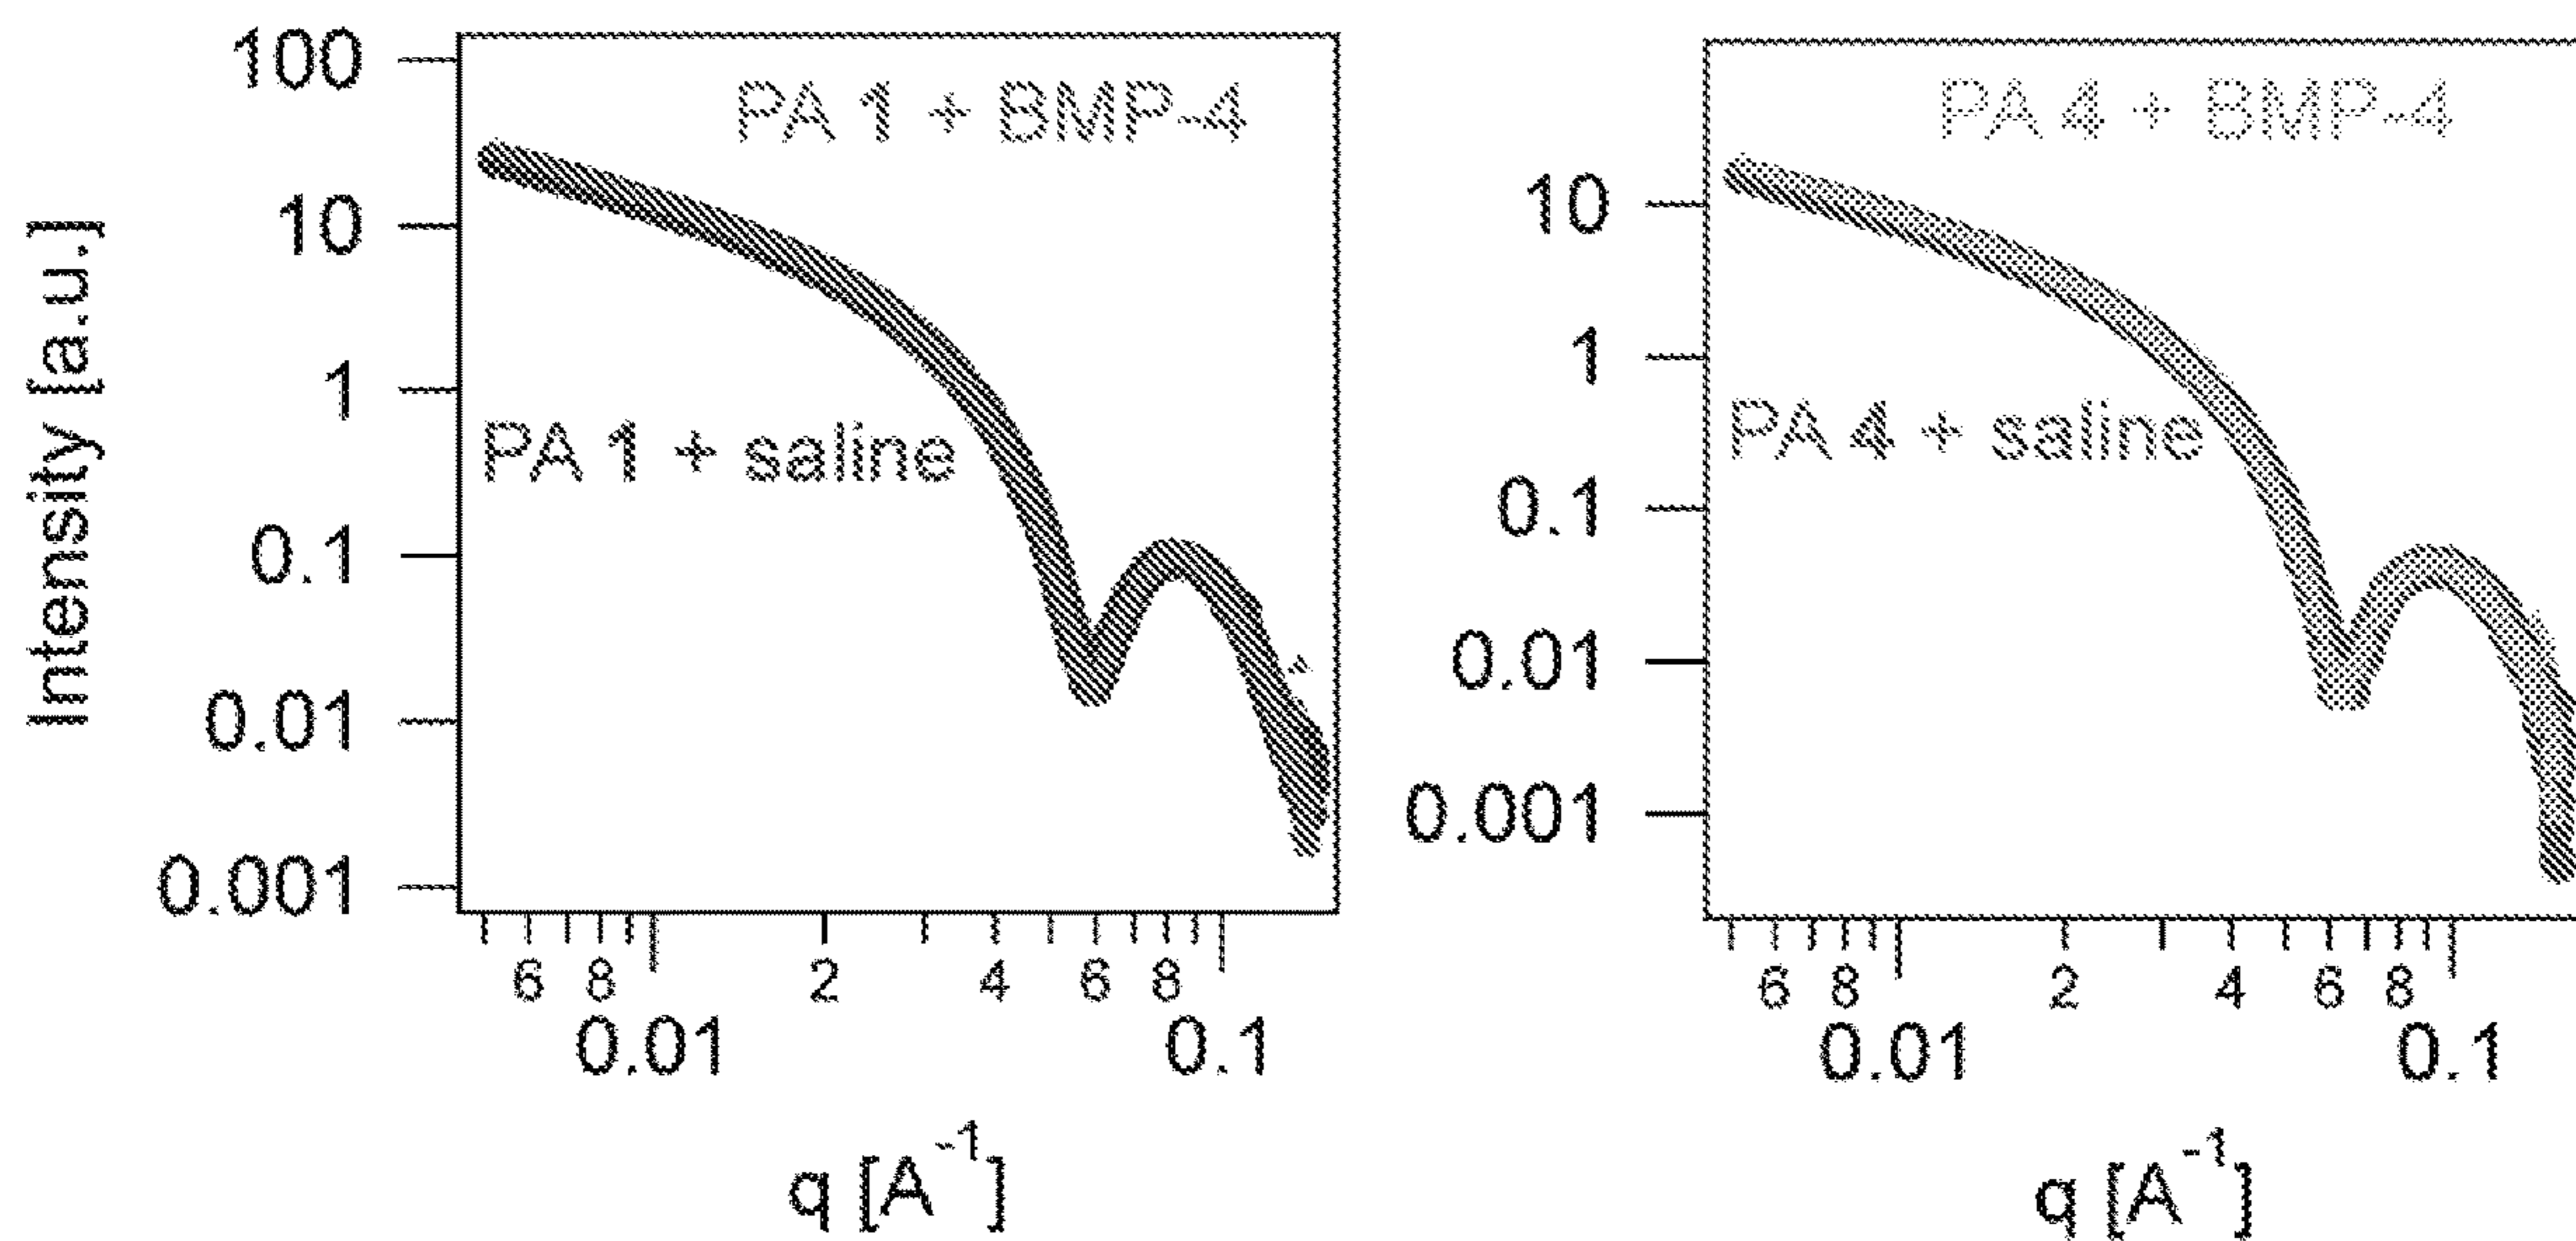 Intensity [a.u.]
100
10
1
0.1
0.01
0.001
PA 1 + BMP-4
PA 1 + saline
6 8 2 4 6 8
0.01 0.1
q [A⁻¹]
10
1
0.1
0.01
0.001
PA 4 + BMP-4
PA 4 + saline
6 8 2 4 6 8
0.01 0.1
q [A⁻¹]